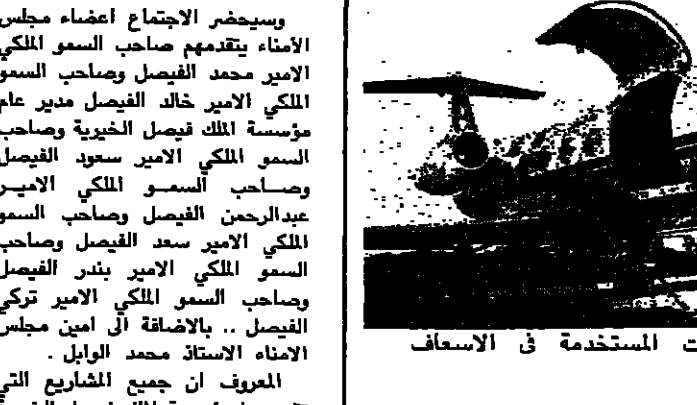 وسيحضر الاجتماع اعضاء مجلس
الأمناء يتقدمهم صاحب السمو الملكي
الامير محمد الفيصل وصاحب السمو
الملكي الامير خالد الفيصل مدير عام
مؤسسة الملك فيصل الخيرية وصاحب
السمو الملكي الامير سعود الفيصل
وصاحب السمو الملكي الامير
عبدالرحمن الفيصل وصاحب السمو
الملكي الامير سعد الفيصل وصاحب
السمو الملكي الامير بندر الفيصل
وصاحب السمو الملكي الامير تركي
الفيصل .. بالاضافة الى امين مجلس
الامناء الاستاذ محمد الوابل .
المعروف ان جميع المشاريع التي
ت المستخدمة فى الاسعاف